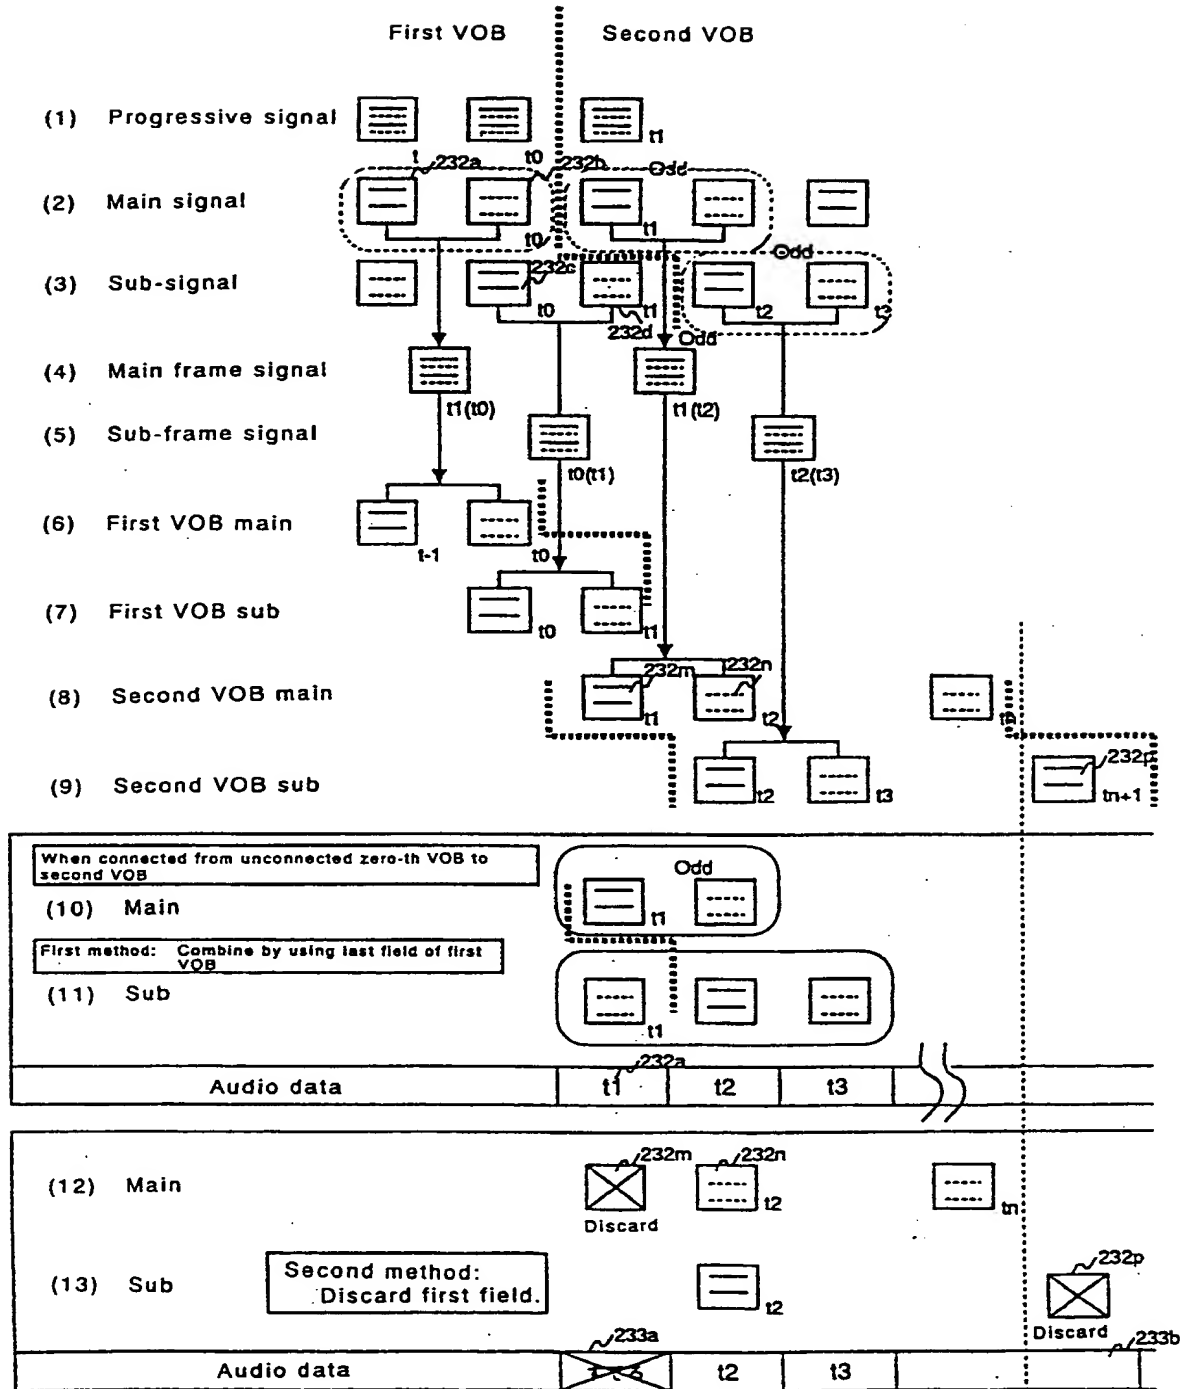 First VOB
Second VOB
(1) Progressive signal
t1
t
t0
232a
232b
Odd
(2) Main signal
t0
t1
Odd
(3) Sub-signal
232c
t0
t1
t2
t3
232d
Odd
(4) Main frame signal
t1(t0)
t1(t2)
(5) Sub-frame signal
t0(t1)
t2(t3)
(6) First VOB main
t-1
t0
(7) First VOB sub
t0
t1
232m
232n
(8) Second VOB main
t1
t2
(9) Second VOB sub
t2
t3
232p
tn+1
When connected from unconnected zero-th VOB to
second VOB
Odd
(10) Main
t1
First method: Combine by using last field of first
VOB
(11) Sub
t1
232a
Audio data
t1
t2
t3
232m
232n
(12) Main
t2
tn
Discard
232p
(13) Sub
Second method:
Discard first field.
t2
Discard
233a
233b
Audio data
t2
t3